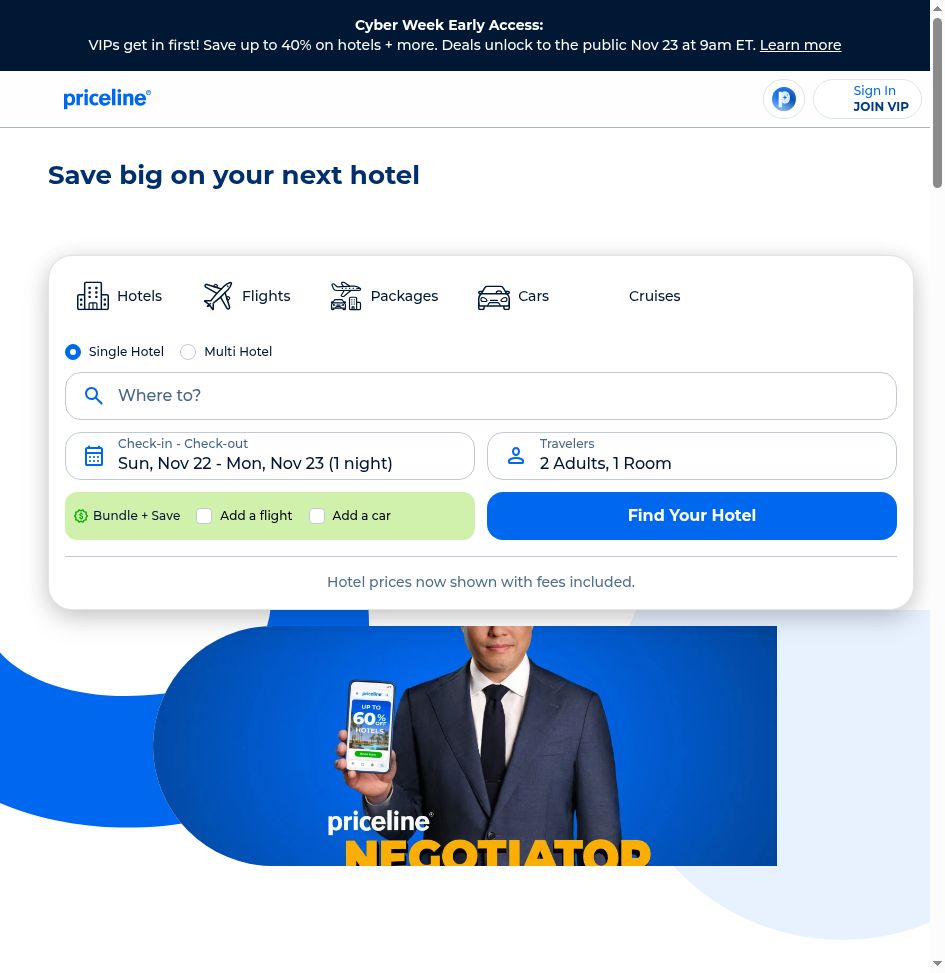 Cyber Week Early Access:
VIPs get in first! Save up to 40% on hotels + more. Deals unlock to the public Nov 23 at 9am ET. Learn more
priceline®
Sign In
JOIN VIP
Save big on your next hotel
Hotels
Flights
Packages
Cars
Cruises
Single Hotel
Multi Hotel
Where to?
Check-in - Check-out
Sun, Nov 22 - Mon, Nov 23 (1 night)
Travelers
2 Adults, 1 Room
Bundle + Save
Add a flight
Add a car
Find Your Hotel
Hotel prices now shown with fees included.
priceline
UP TO
60% OFF
HOTELS
priceline®
NEGOTIATOR